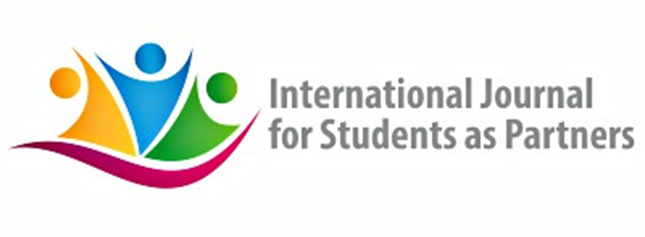 International Journal
for Students as Partners